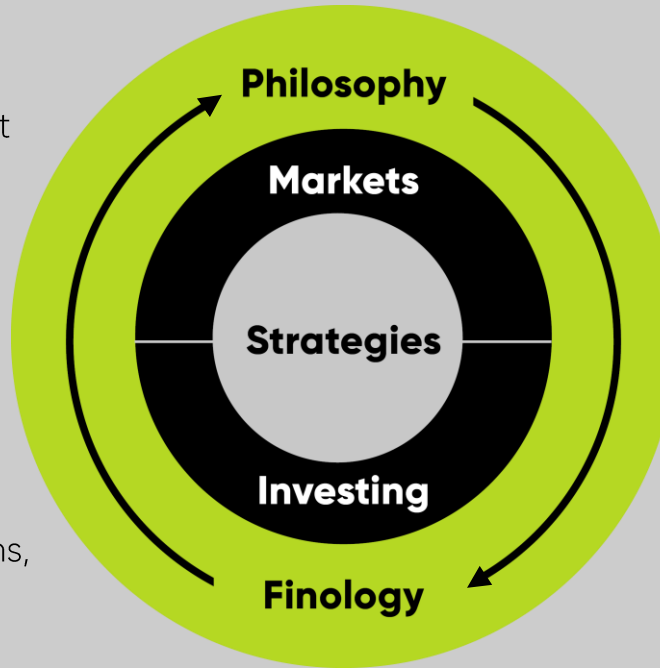 Philosophy
Markets
Strategies
Investing
Finology